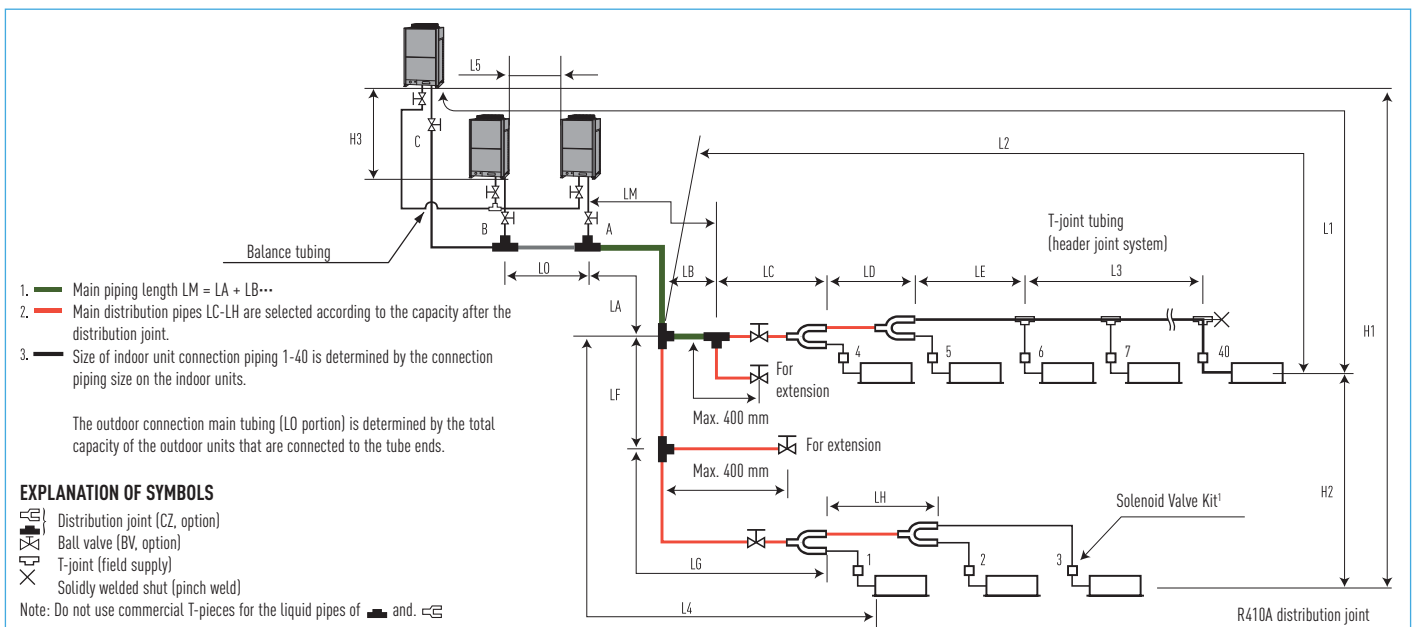 L5
H3
C
L2
LM
L1
T-joint tubing
(header joint system)
B
A
Balance tubing
LO
LB
LC
LD
LE
L3
LA
H1
1. Main piping length LM = LA + LB···
2. Main distribution pipes LC-LH are selected according to the capacity after the
distribution joint.
3. Size of indoor unit connection piping 1-40 is determined by the connection
piping size on the indoor units.
The outdoor connection main tubing (LO portion) is determined by the total
capacity of the outdoor units that are connected to the tube ends.
4
5
6
7
40
For
extension
Max. 400 mm
LF
For extension
Max. 400 mm
H2
LH
Solenoid Valve Kit¹
1
2
3
LG
L4
R410A distribution joint
EXPLANATION OF SYMBOLS
Distribution joint (CZ, option)
Ball valve (BV, option)
T-joint (field supply)
Solidly welded shut (pinch weld)
Note: Do not use commercial T-pieces for the liquid pipes of and.